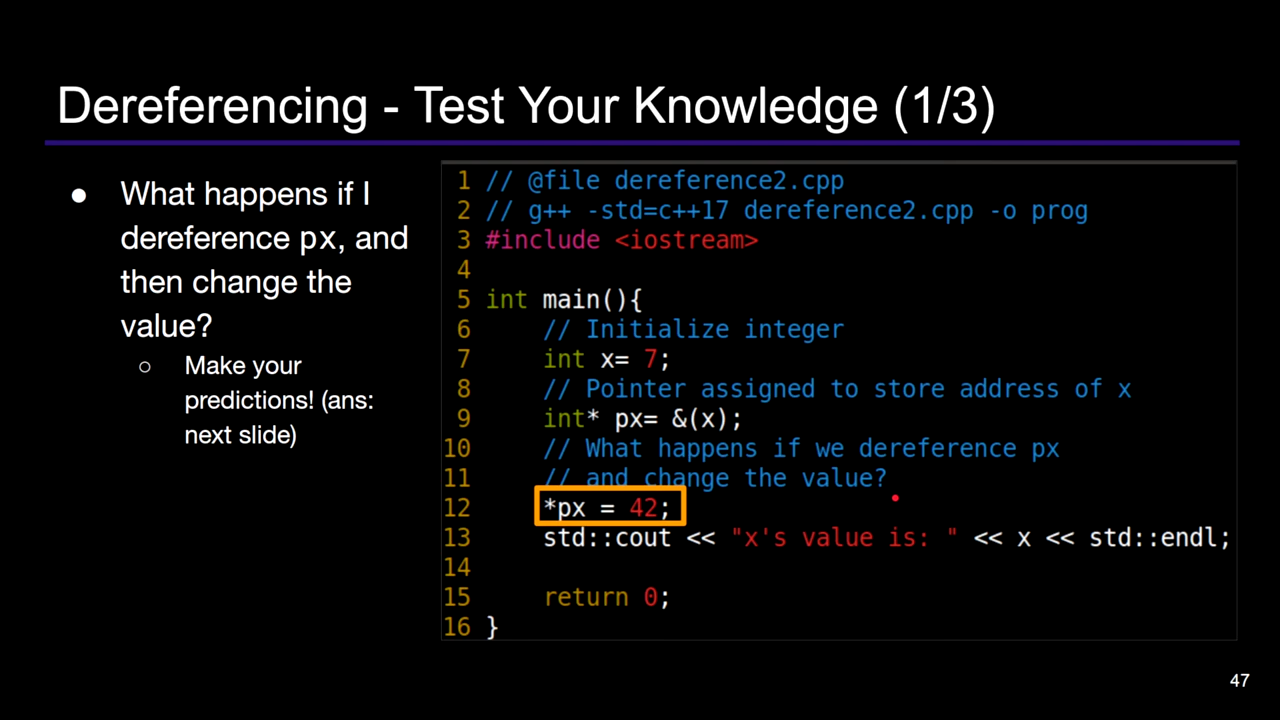 Dereferencing - Test Your Knowledge (1/3)
● What happens if I
dereference px, and
then change the
value?
○ Make your
predictions! (ans:
next slide)
1 // @file dereference2.cpp
2 // g++ -std=c++17 dereference2.cpp -o prog
3 #include <iostream>
4
5 int main(){
6     // Initialize integer
7     int x= 7;
8     // Pointer assigned to store address of x
9     int* px= &(x);
10     // What happens if we dereference px
11     // and change the value?
12     *px = 42;
13     std::cout << "x's value is: " << x << std::endl;
14
15     return 0;
16 }
47